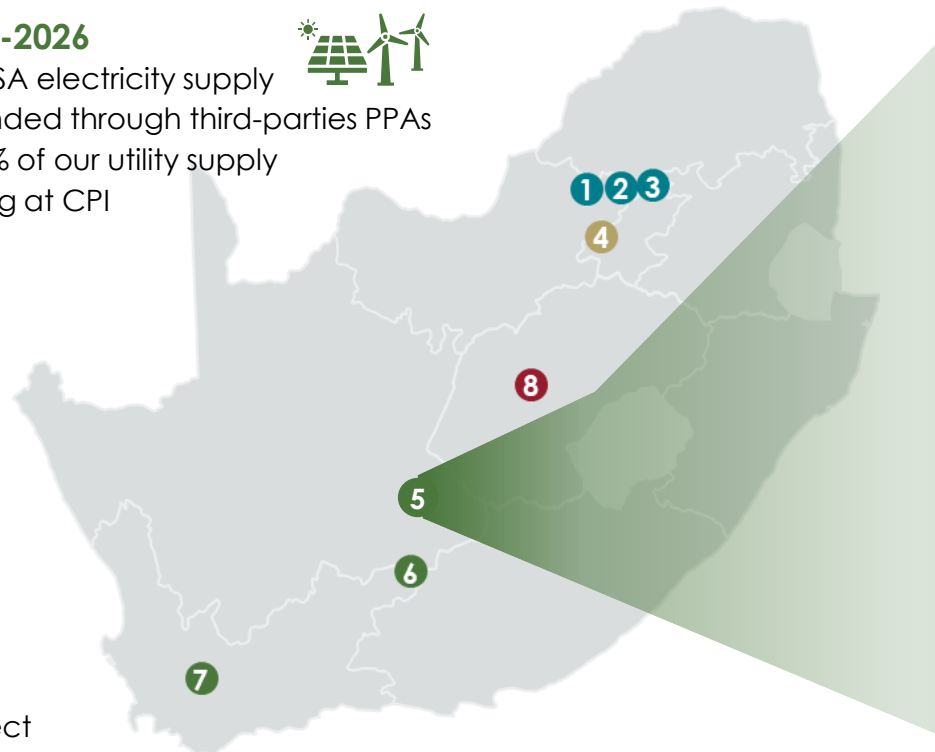 -2026
SA electricity supply
nded through third-parties PPAs
% of our utility supply
g at CPI
1 2 3
4
8
5
6
7
ect